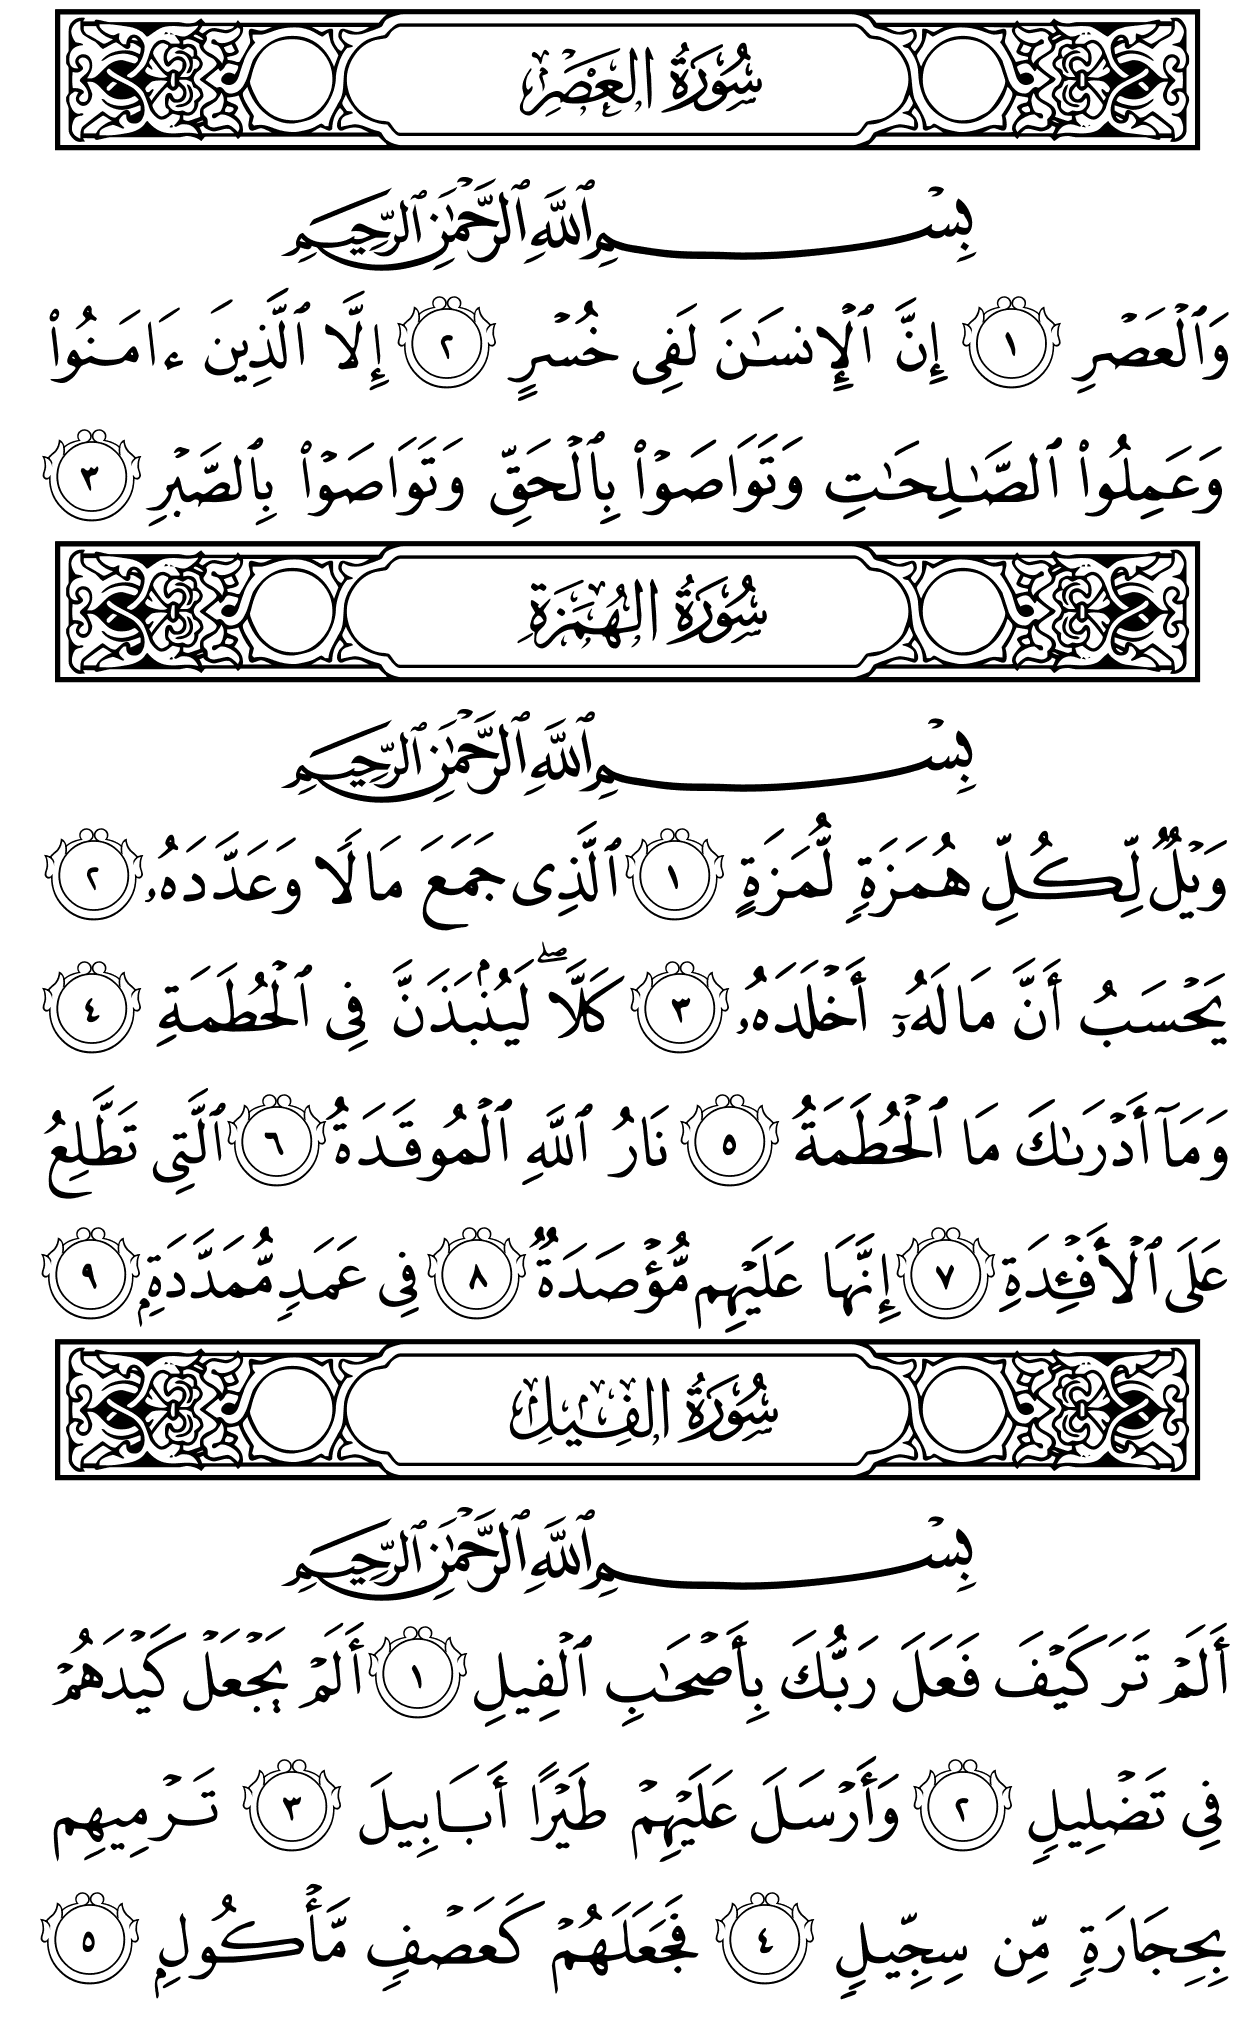 سُورَةُ العَصْرِ
بِسْمِ ٱللَّهِ ٱلرَّحْمَٰنِ ٱلرَّحِيمِ
وَٱلْعَصْرِ ١ إِنَّ ٱلْإِنسَٰنَ لَفِى خُسْرٍ ٢ إِلَّا ٱلَّذِينَ ءَامَنُوا۟
وَعَمِلُوا۟ ٱلصَّٰلِحَٰتِ وَتَوَاصَوْا۟ بِٱلْحَقِّ وَتَوَاصَوْا۟ بِٱلصَّبْرِ ٣
سُورَةُ الهُمَزَةِ
بِسْمِ ٱللَّهِ ٱلرَّحْمَٰنِ ٱلرَّحِيمِ
وَيْلٌ لِّكُلِّ هُمَزَةٍ لُّمَزَةٍ ١ ٱلَّذِى جَمَعَ مَالًا وَعَدَّدَهُۥ ٢
يَحْسَبُ أَنَّ مَالَهُۥٓ أَخْلَدَهُۥ ٣ كَلَّا ۖ لَيُنۢبَذَنَّ فِى ٱلْحُطَمَةِ ٤
وَمَآ أَدْرَىٰكَ مَا ٱلْحُطَمَةُ ٥ نَارُ ٱللَّهِ ٱلْمُوقَدَةُ ٦ ٱلَّتِى تَطَّلِعُ
عَلَى ٱلْأَفْـِٔدَةِ ٧ إِنَّهَا عَلَيْهِم مُّؤْصَدَةٌ ٨ فِى عَمَدٍ مُّمَدَّدَةٍۭ ٩
سُورَةُ الفِيلِ
بِسْمِ ٱللَّهِ ٱلرَّحْمَٰنِ ٱلرَّحِيمِ
أَلَمْ تَرَ كَيْفَ فَعَلَ رَبُّكَ بِأَصْحَٰبِ ٱلْفِيلِ ١ أَلَمْ يَجْعَلْ كَيْدَهُمْ
فِى تَضْلِيلٍ ٢ وَأَرْسَلَ عَلَيْهِمْ طَيْرًا أَبَابِيلَ ٣ تَرْمِيهِم
بِحِجَارَةٍ مِّن سِجِّيلٍ ٤ فَجَعَلَهُمْ كَعَصْفٍ مَّأْكُولٍۭ ٥